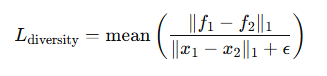 L_diversity = mean ( ‖f_1 − f_2‖_1 / ‖x_1 − x_2‖_1 + ϵ )